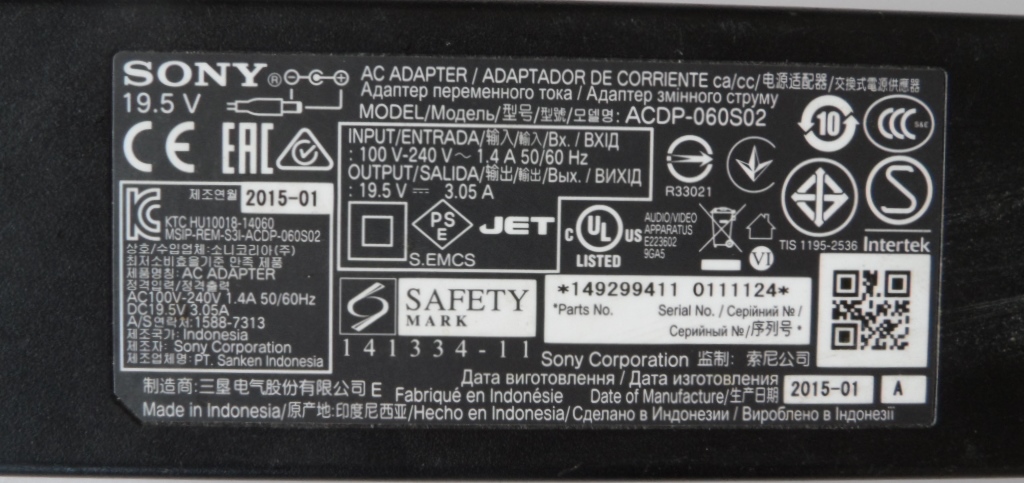 SONY®
19.5 V
AC ADAPTER / ADAPTADOR DE CORRIENTE ca/cc/电源适配器/交換式電源供應器
Адаптер переменного тока / Адаптер змінного струму
MODEL/Модель/型号/型號/모델명: ACDP-060S02
CE EAC
INPUT/ENTRADA/输入/輸入/Вх. / ВХІД
: 100 V-240 V~ 1.4 A 50/60 Hz
OUTPUT/SALIDA/输出/輸出/Вых. / ВИХІД
: 19.5 V ⎓ 3.05 A
10
CCC S&E
R33021
TIS 1195-2536
S
Intertek
PS
E
JET
S.EMCS
c UL US
LISTED
AUDIO/VIDEO
APPARATUS
E223602
9GA5
VI
KC
제조연월 2015-01
KTC HU10018-14060
MSIP-REM-S3I-ACDP-060S02
상호/수입업체:소니코리아(주)
최저소비효율기준 만족 제품
제품명칭: AC ADAPTER
정격입력/정격출력
AC100V-240V 1.4A 50/60Hz
DC19.5V 3.05A
A/S연락처:1588-7313
제조국가: Indonesia
제조자: Sony Corporation
제조업체명: PT. Sanken Indonesia
SAFETY
MARK
141334-11
*149299411 0111124*
*Parts No. Serial No. / Серійний №/
Серийный №/序列号 *
Sony Corporation 监制: 索尼公司
制造商: 三垦电气股份有限公司 E
Дата виготовлення / Дата изготовления
Fabriqué en Indonésie Date of Manufacture/生产日期 2015-01 A
Made in Indonesia/原产地:印度尼西亚/Hecho en Indonesia/Сделано в Индонезии / Вироблено в Індонезії